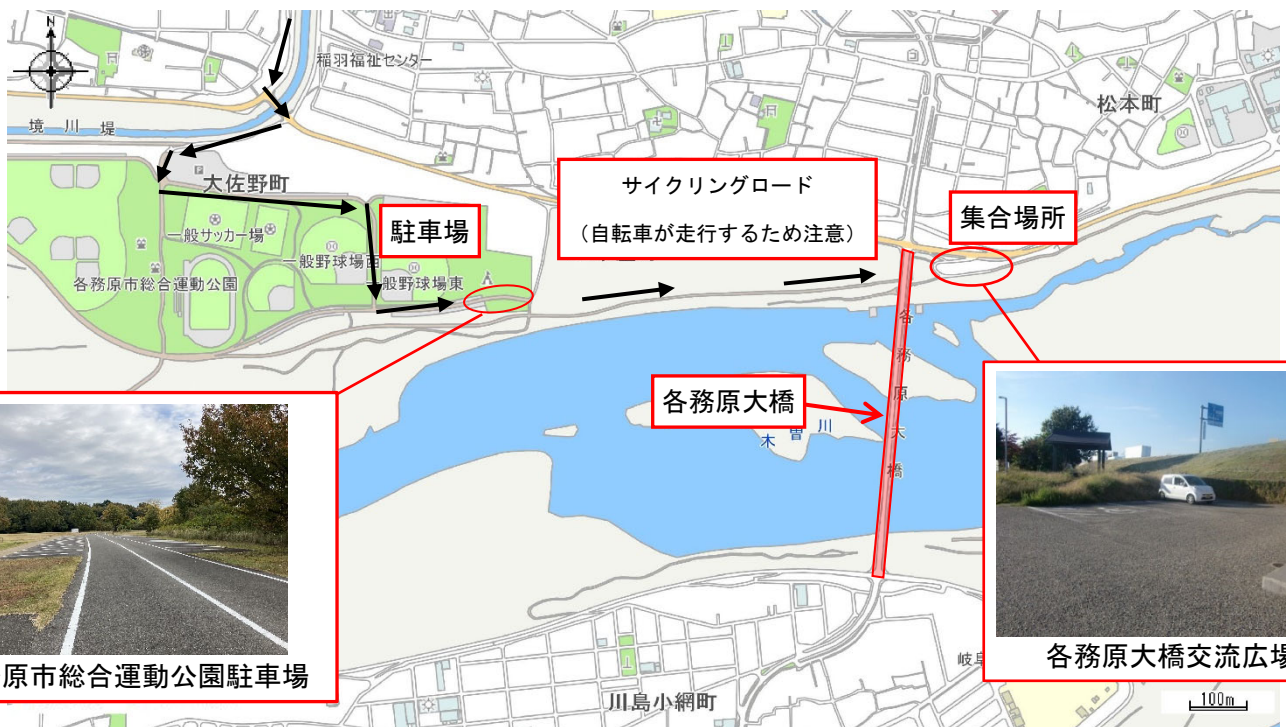 N
稲羽福祉センター
松本町
境川堤
P
大佐野町
サイクリングロード
(自転車が走行するため注意)
駐車場
集合場所
一般サッカー場
一般野球場西
般野球場東
各務原市総合運動公園
各務原大橋
各務原大橋
木曽川
原市総合運動公園駐車場
各務原大橋交流広場
川島小網町
岐阜
100m